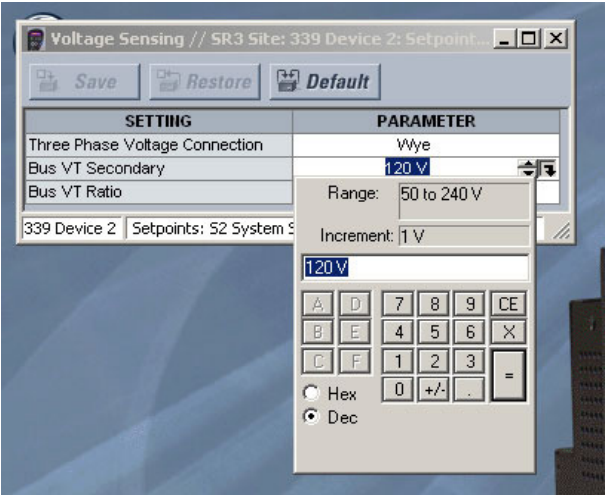 Voltage Sensing // SR3 Site: 339 Device 2: Setpoint...
Save Restore Default
SETTING PARAMETER
Three Phase Voltage Connection Wye
Bus VT Secondary 120 V
Bus VT Ratio
Range: 50 to 240 V
339 Device 2 Setpoints: S2 System S
Increment: 1 V
120 V
A D 7 8 9 CE
B E 4 5 6 X
C F 1 2 3 =
Hex 0 +/- .
Dec